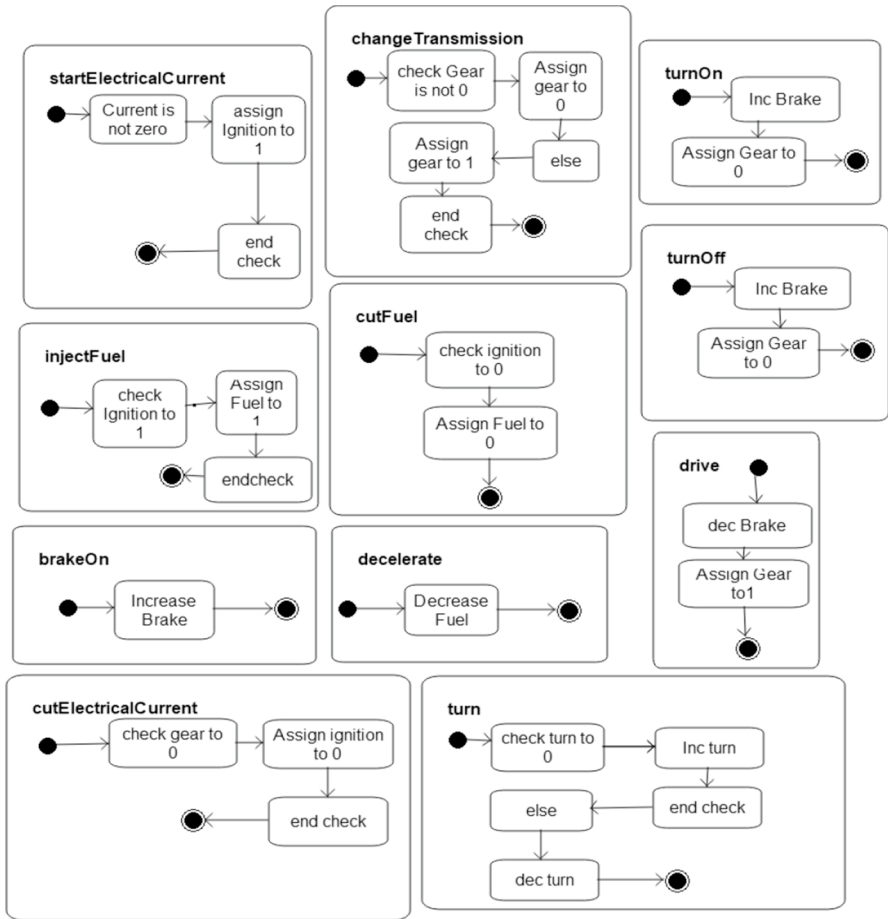 startElectricalCurrent
Current is
not zero
assign
Ignition to
1
end
check
changeTransmission
check Gear
is not 0
Assign
gear to
0
else
Assign
gear to 1
end
check
turnOn
Inc Brake
Assign Gear to
0
turnOff
Inc Brake
Assign Gear
to 0
injectFuel
check
Ignition to
1
Assign
Fuel to
1
endcheck
cutFuel
check ignition
to 0
Assign Fuel to
0
drive
dec Brake
Assign Gear
to1
brakeOn
Increase
Brake
decelerate
Decrease
Fuel
cutElectricalCurrent
check gear to
0
Assign ignition
to 0
end check
turn
check turn to
0
Inc turn
end check
else
dec turn